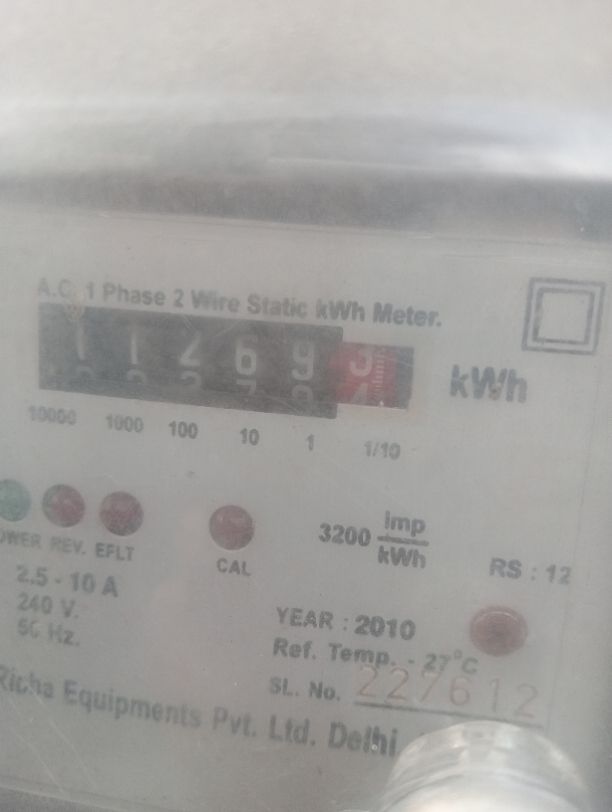 A.C. 1 Phase 2 Wire Static kWh Meter.
1 1 2 6 9 3 kWh
10000 1000 100 10 1 1/10
OWER REV. EFLT
CAL
3200 imp
kWh
RS : 12
2.5 - 10 A
240 V.
50 Hz.
YEAR : 2010
Ref. Temp. - 27°C
SL. No. 227612
Richa Equipments Pvt. Ltd. Delhi